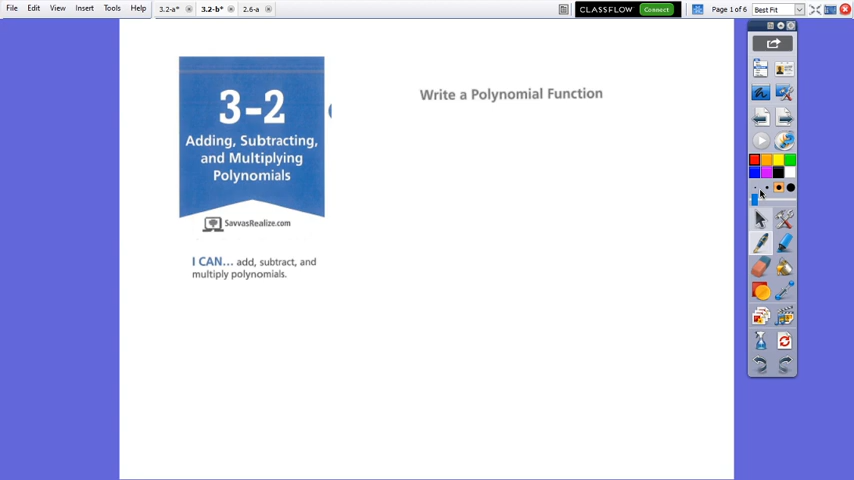 File Edit View Insert Tools Help
3.2-a* 3.2-b* 2.6-a
CLASSFLOW Connect
Page 1 of 6 Best Fit
3-2
Adding, Subtracting,
and Multiplying
Polynomials
SavvasRealize.com
I CAN... add, subtract, and
multiply polynomials.
Write a Polynomial Function